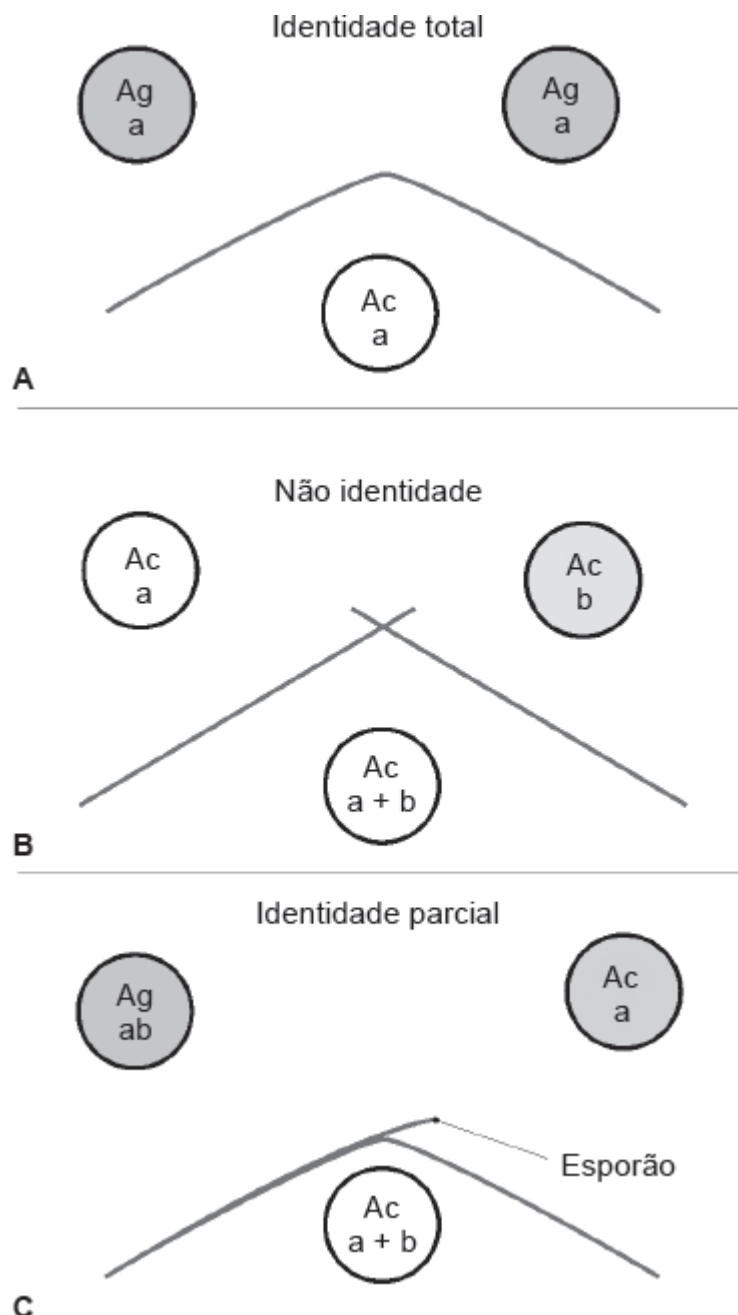 Identidade total
Ag
a
Ag
a
Ac
a
A
Não identidade
Ac
a
Ac
b
Ac
a + b
B
Identidade parcial
Ag
ab
Ac
a
Esporão
Ac
a + b
C